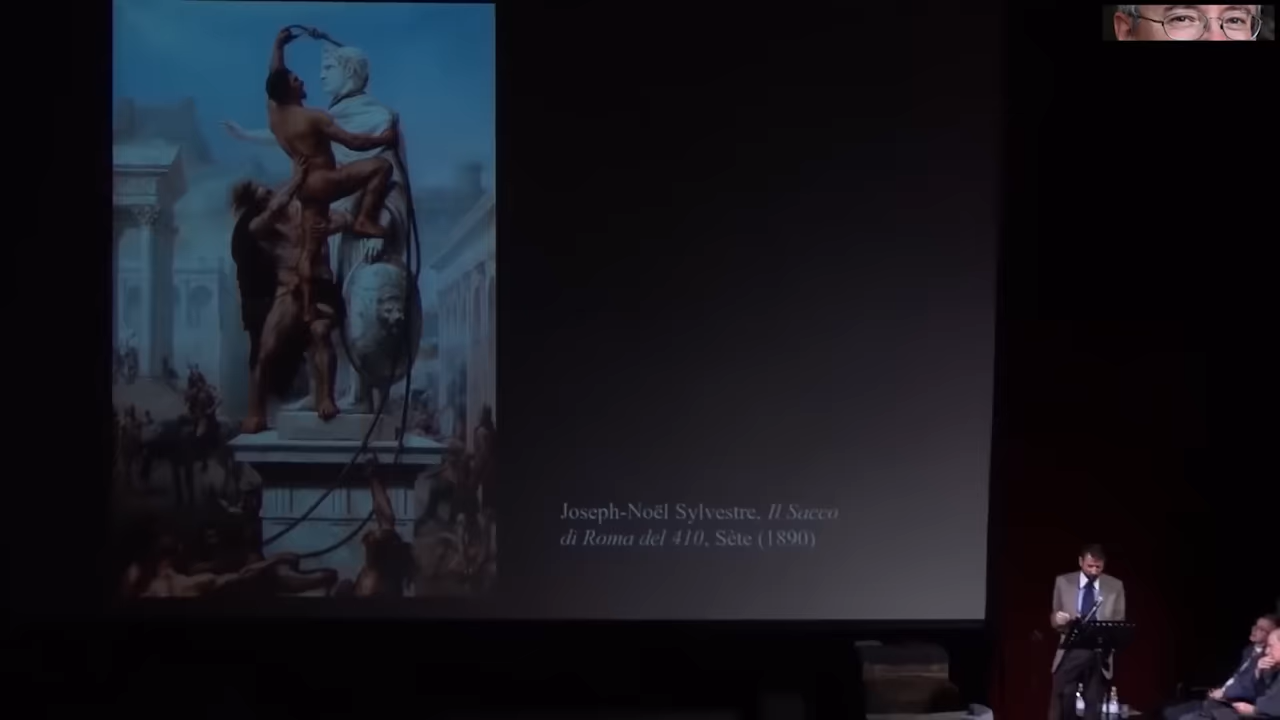 Joseph-Noël Sylvestre, Il Sacco
di Roma del 410, Sète (1890)